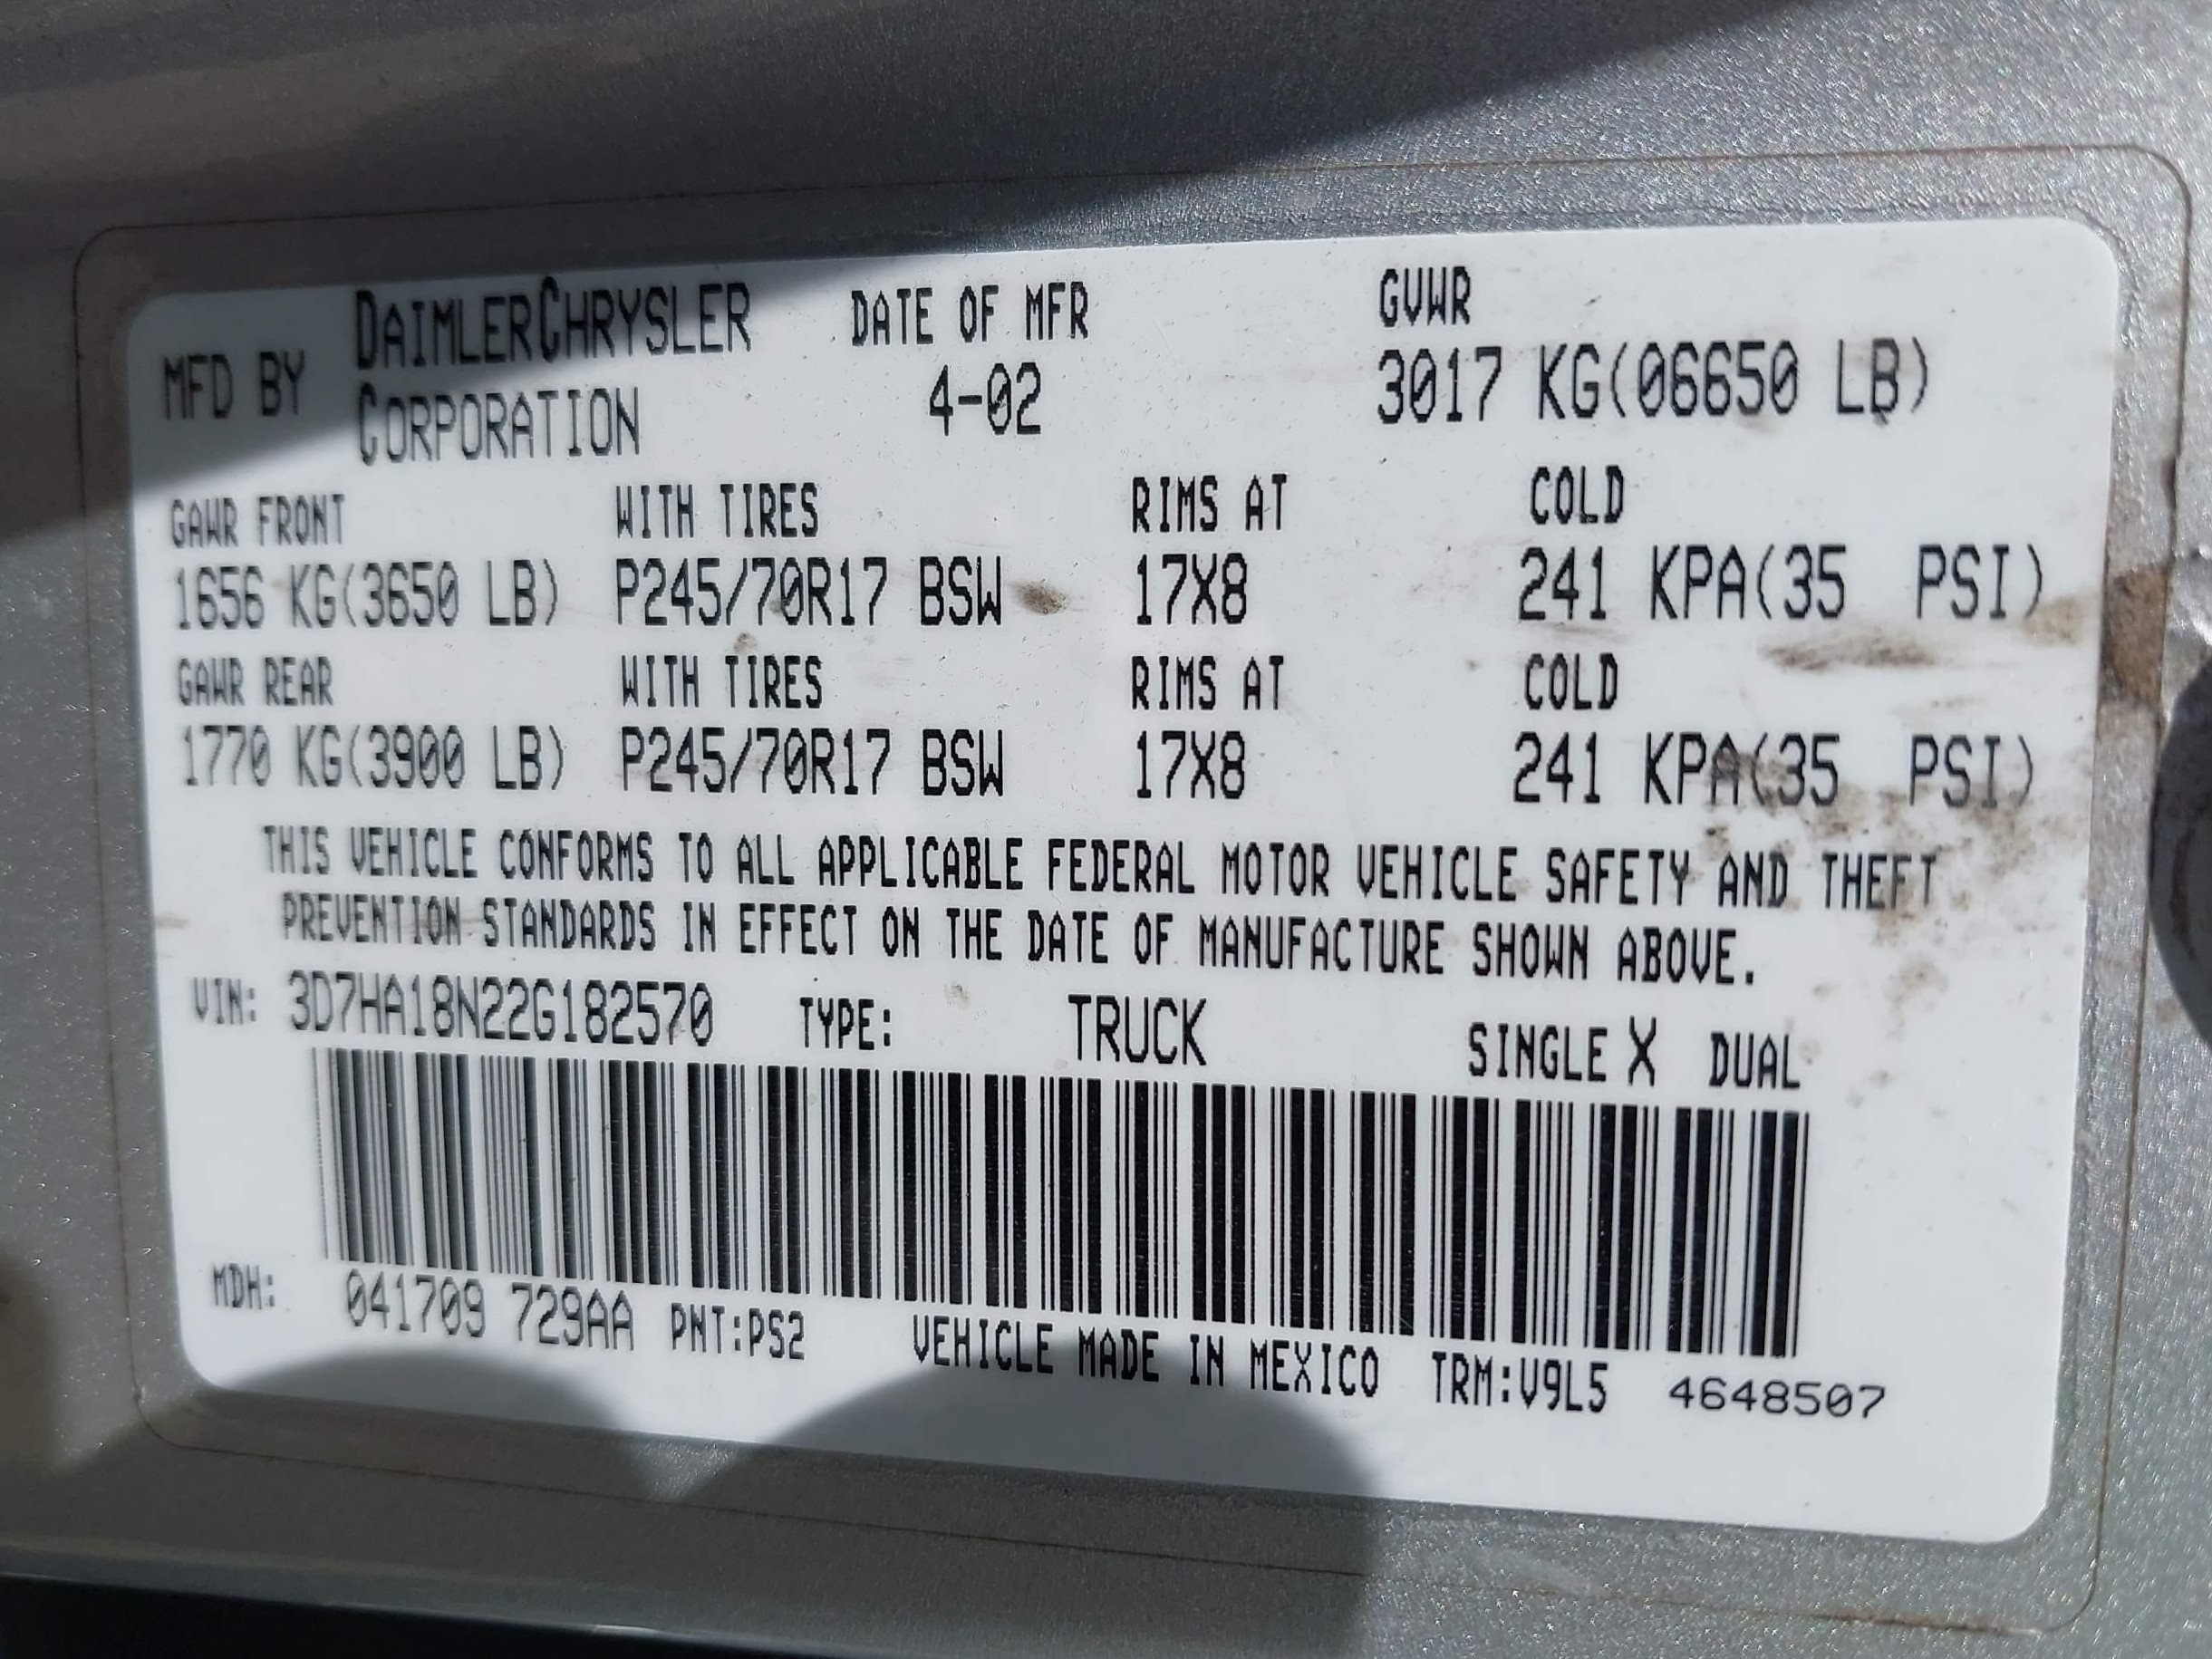 MFD BY DAIMLERCHRYSLER CORPORATION DATE OF MFR 4-02 GVWR 3017 KG(06650 LB)
GAWR FRONT WITH TIRES RIMS AT COLD
1656 KG(3650 LB) P245/70R17 BSW 17X8 241 KPA(35 PSI)
GAWR REAR WITH TIRES RIMS AT COLD
1770 KG(3900 LB) P245/70R17 BSW 17X8 241 KPA(35 PSI)
THIS VEHICLE CONFORMS TO ALL APPLICABLE FEDERAL MOTOR VEHICLE SAFETY AND THEFT
PREVENTION STANDARDS IN EFFECT ON THE DATE OF MANUFACTURE SHOWN ABOVE.
VIN: 3D7HA18N22G182570 TYPE: TRUCK SINGLE X DUAL
MDH: 041709 729AA PNT:PS2 VEHICLE MADE IN MEXICO TRM:V9L5 4648507